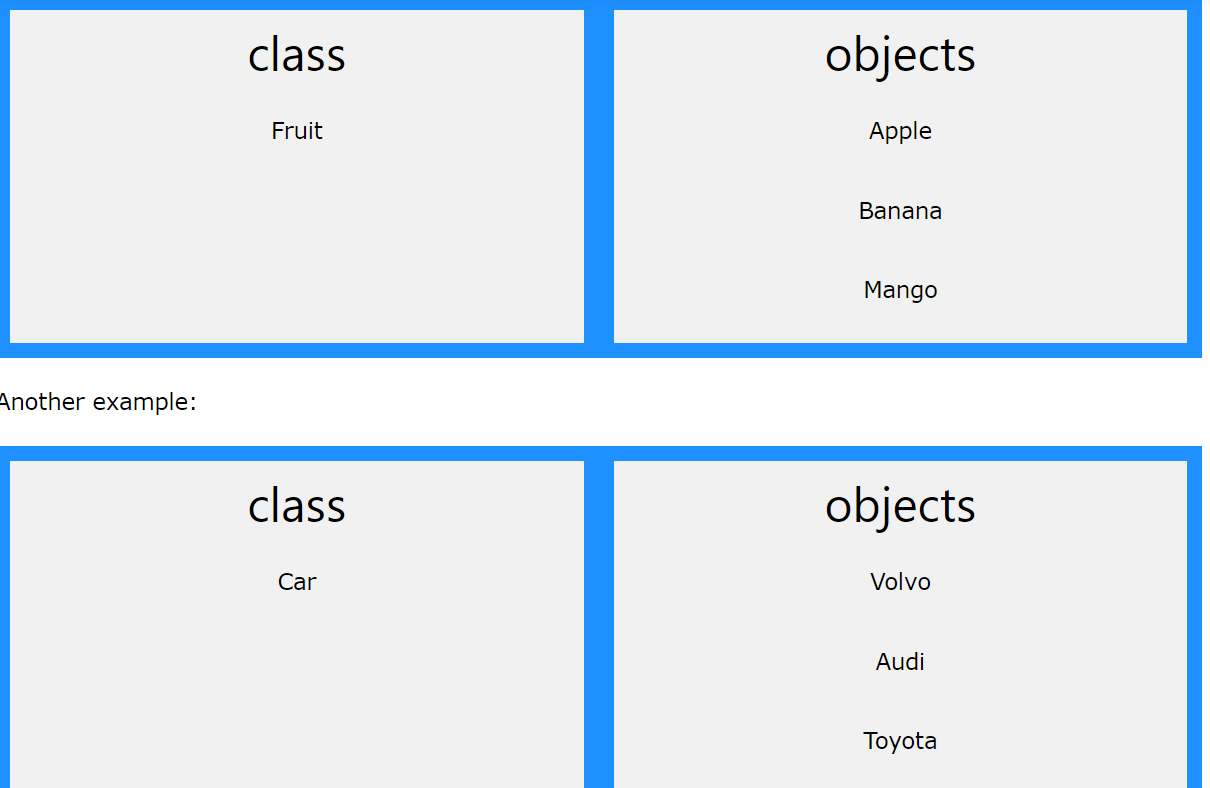 class
Fruit
objects
Apple
Banana
Mango
Another example:
class
Car
objects
Volvo
Audi
Toyota